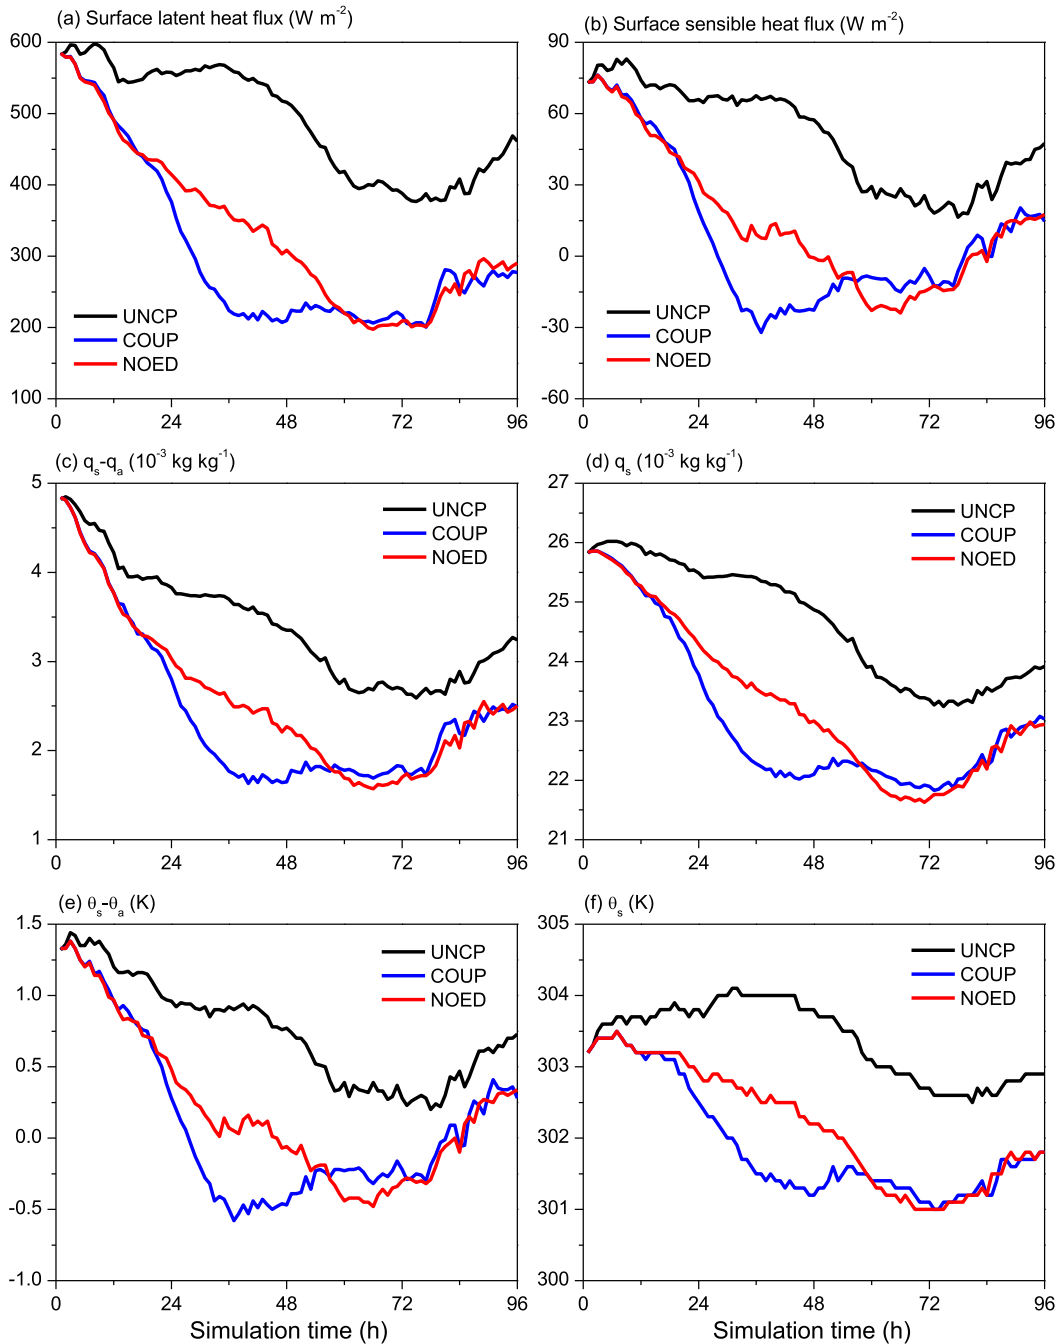 (a) Surface latent heat flux (W m⁻²)
600
500
400
300
200
100
UNCP
COUP
NOED
0 24 48 72 96
(b) Surface sensible heat flux (W m⁻²)
90
60
30
0
-30
-60
UNCP
COUP
NOED
0 24 48 72 96
(c) qₛ-qₐ (10⁻³ kg kg⁻¹)
5
4
3
2
1
UNCP
COUP
NOED
0 24 48 72 96
(d) qₛ (10⁻³ kg kg⁻¹)
27
26
25
24
23
22
21
UNCP
COUP
NOED
0 24 48 72 96
(e) θₛ-θₐ (K)
1.5
1.0
0.5
0.0
-0.5
-1.0
UNCP
COUP
NOED
0 24 48 72 96
Simulation time (h)
(f) θₛ (K)
305
304
303
302
301
300
UNCP
COUP
NOED
0 24 48 72 96
Simulation time (h)